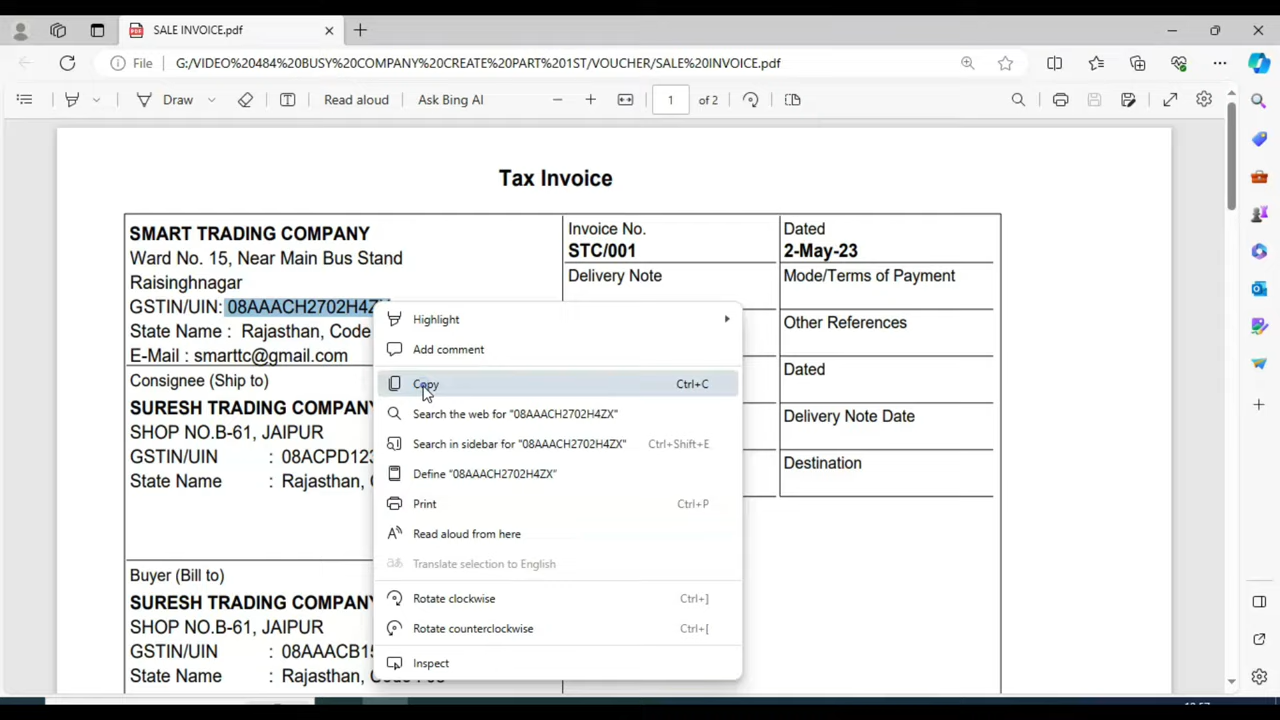 SALE INVOICE.pdf
File G:/VIDEO%20484%20BUSY%20COMPANY%20CREATE%20PART%201ST/VOUCHER/SALE%20INVOICE.pdf
Draw Read aloud Ask Bing AI 1 of 2
Tax Invoice
SMART TRADING COMPANY
Ward No. 15, Near Main Bus Stand
Raisinghnagar
GSTIN/UIN: 08AAACH2702H4ZX
State Name : Rajasthan, Code
E-Mail : smarttc@gmail.com
Consignee (Ship to)
SURESH TRADING COMPANY
SHOP NO.B-61, JAIPUR
GSTIN/UIN : 08ACPD123
State Name : Rajasthan,
Buyer (Bill to)
SURESH TRADING COMPANY
SHOP NO.B-61, JAIPUR
GSTIN/UIN : 08AAACB15
State Name : Rajasthan,
Invoice No.
STC/001
Delivery Note
Dated
2-May-23
Mode/Terms of Payment
Other References
Dated
Delivery Note Date
Destination
Highlight
Add comment
Copy Ctrl+C
Search the web for "08AAACH2702H4ZX"
Search in sidebar for "08AAACH2702H4ZX" Ctrl+Shift+E
Define "08AAACH2702H4ZX"
Print Ctrl+P
Read aloud from here
Translate selection to English
Rotate clockwise Ctrl+]
Rotate counterclockwise Ctrl+[
Inspect